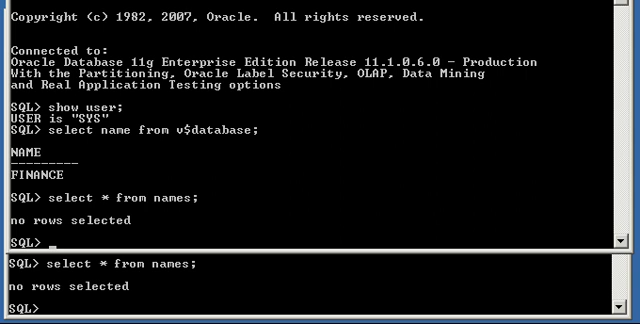 Copyright (c) 1982, 2007, Oracle.  All rights reserved.
Connected to:
Oracle Database 11g Enterprise Edition Release 11.1.0.6.0 - Production
With the Partitioning, Oracle Label Security, OLAP, Data Mining
and Real Application Testing options
SQL> show user;
USER is "SYS"
SQL> select name from v$database;
NAME
---------
FINANCE
SQL> select * from names;
no rows selected
SQL> _
SQL> select * from names;
no rows selected
SQL>